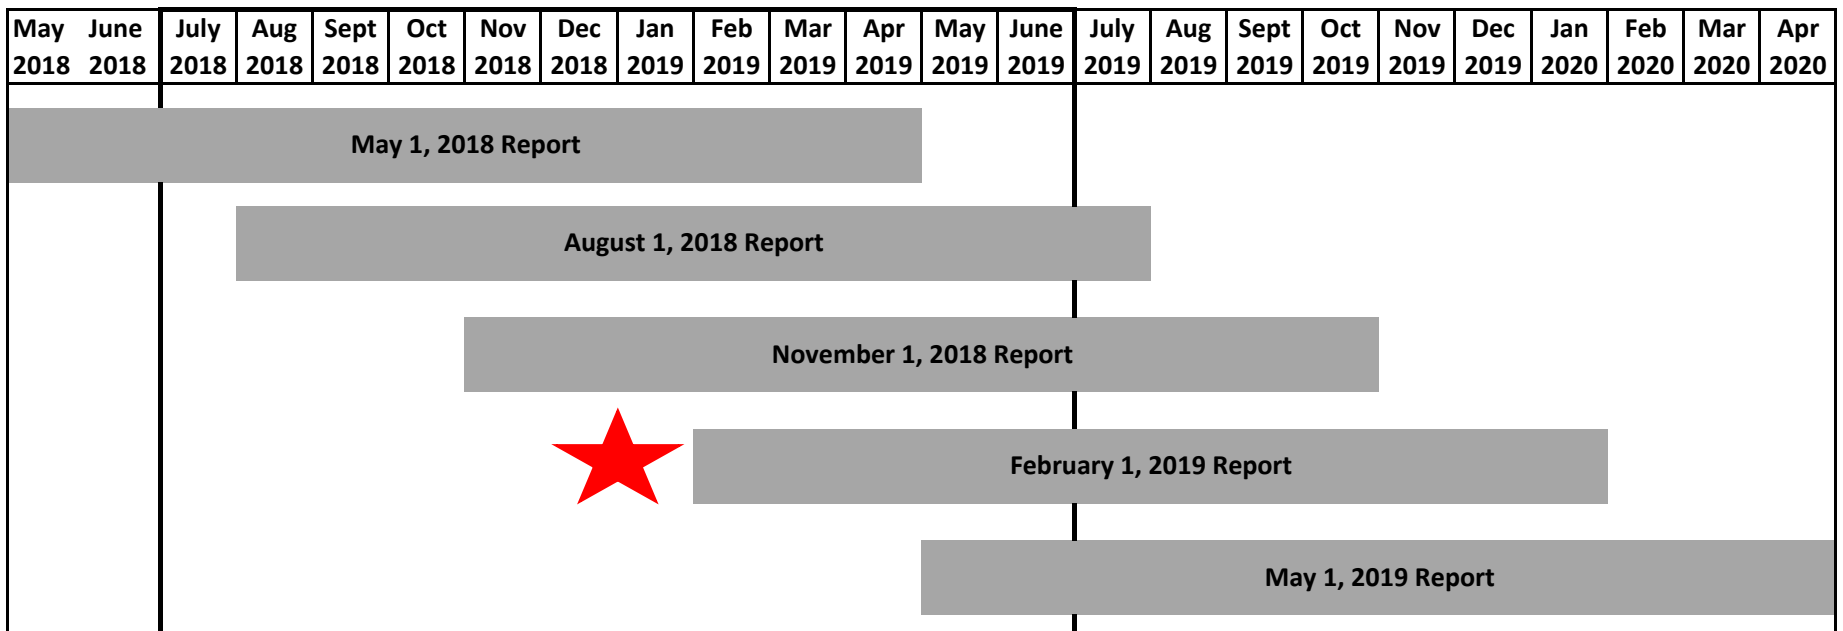 May June July Aug Sept Oct Nov Dec Jan Feb Mar Apr May June July Aug Sept Oct Nov Dec Jan Feb Mar Apr
2018 2018 2018 2018 2018 2018 2018 2018 2019 2019 2019 2019 2019 2019 2019 2019 2019 2019 2019 2019 2020 2020 2020 2020
May 1, 2018 Report
August 1, 2018 Report
November 1, 2018 Report
February 1, 2019 Report
May 1, 2019 Report